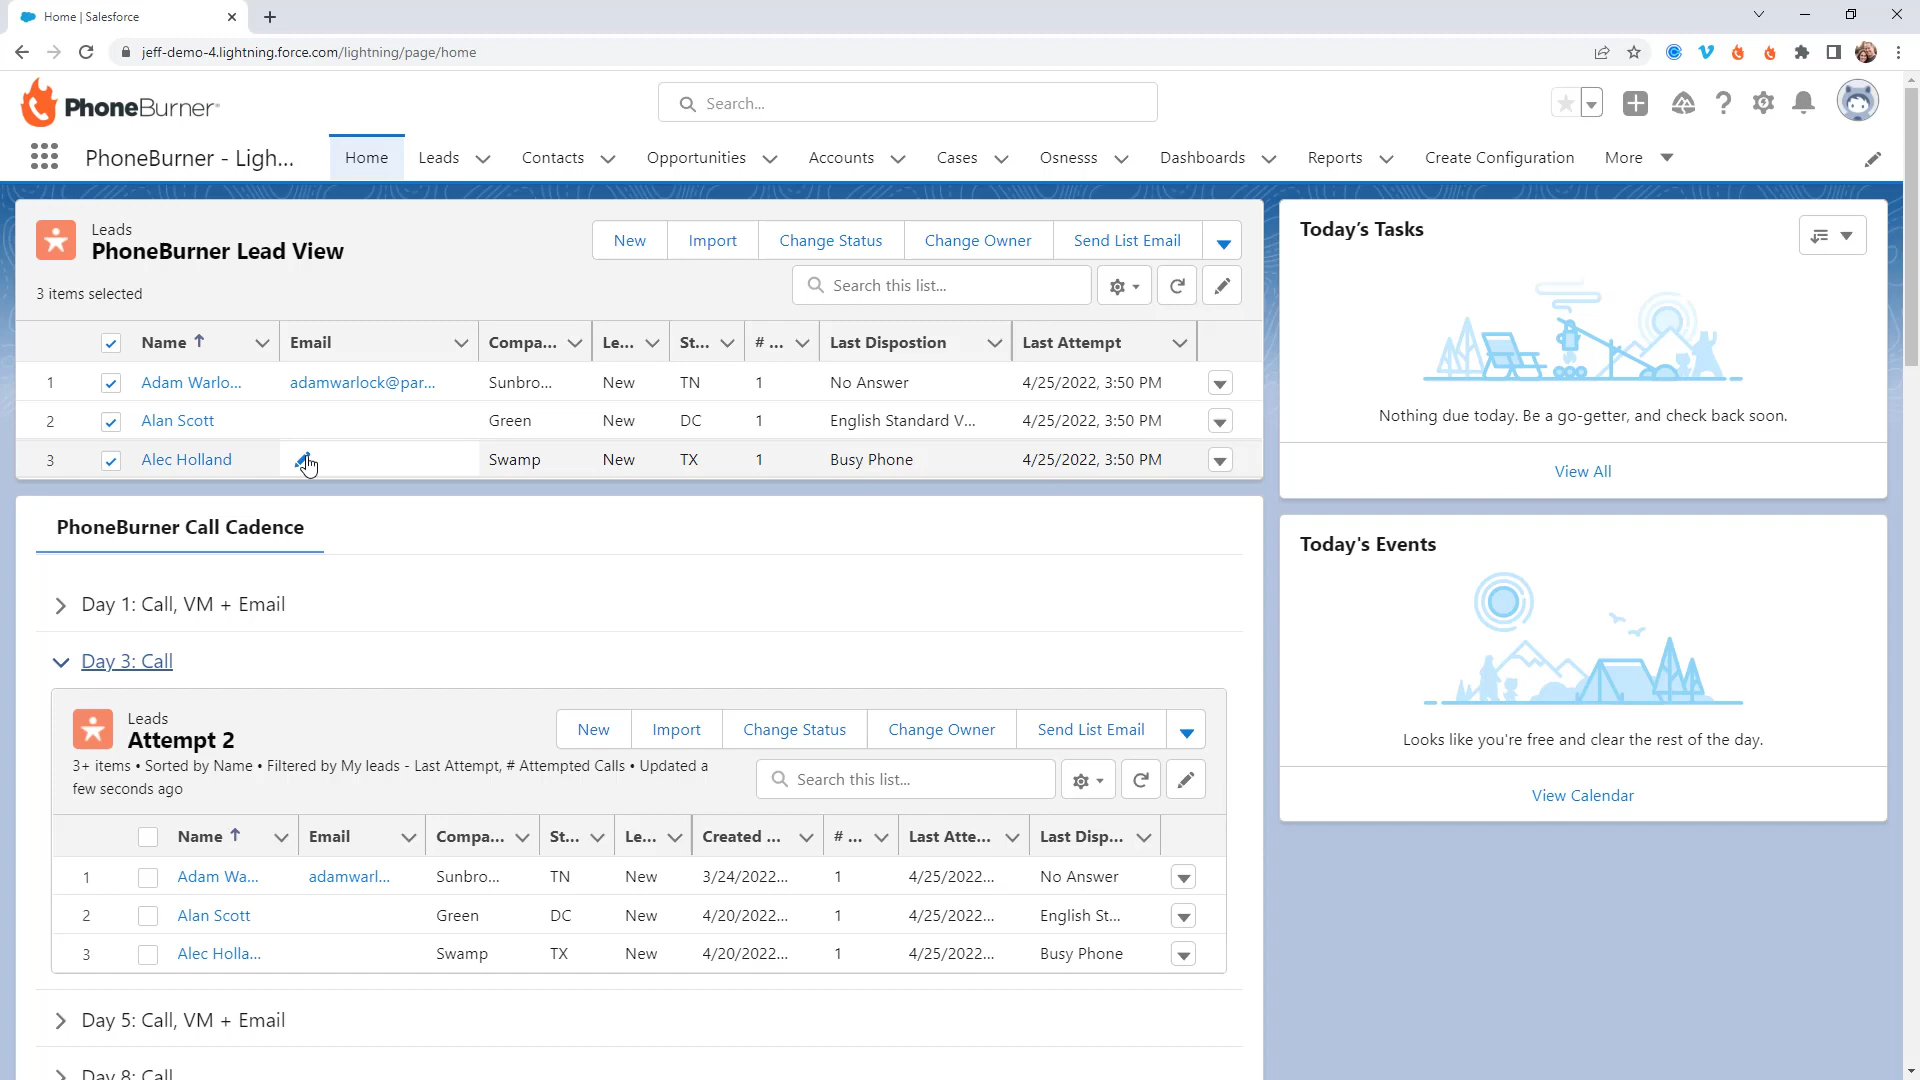 Home | Salesforce
jeff-demo-4.lightning.force.com/lightning/page/home
PhoneBurner
Search...
PhoneBurner - Ligh...
Home
Leads
Contacts
Opportunities
Accounts
Cases
Osnesss
Dashboards
Reports
Create Configuration
More
Leads
PhoneBurner Lead View
New
Import
Change Status
Change Owner
Send List Email
3 items selected
Search this list...
Name Email Compa... Le... St... # ... Last Dispostion Last Attempt
1 Adam Warlo... adamwarlock@par... Sunbro... New TN 1 No Answer 4/25/2022, 3:50 PM
2 Alan Scott Green New DC 1 English Standard V... 4/25/2022, 3:50 PM
3 Alec Holland Swamp New TX 1 Busy Phone 4/25/2022, 3:50 PM
PhoneBurner Call Cadence
Day 1: Call, VM + Email
Day 3: Call
Leads
Attempt 2
New
Import
Change Status
Change Owner
Send List Email
3+ items • Sorted by Name • Filtered by My leads - Last Attempt, # Attempted Calls • Updated a
few seconds ago
Search this list...
Name Email Compa... St... Le... Created ... # ... Last Atte... Last Disp...
1 Adam Wa... adamwarl... Sunbro... TN New 3/24/2022... 1 4/25/2022... No Answer
2 Alan Scott Green DC New 4/20/2022... 1 4/25/2022... English St...
3 Alec Holla... Swamp TX New 4/20/2022... 1 4/25/2022... Busy Phone
Day 5: Call, VM + Email
Day 8: Call
Today's Tasks
Nothing due today. Be a go-getter, and check back soon.
View All
Today's Events
Looks like you're free and clear the rest of the day.
View Calendar